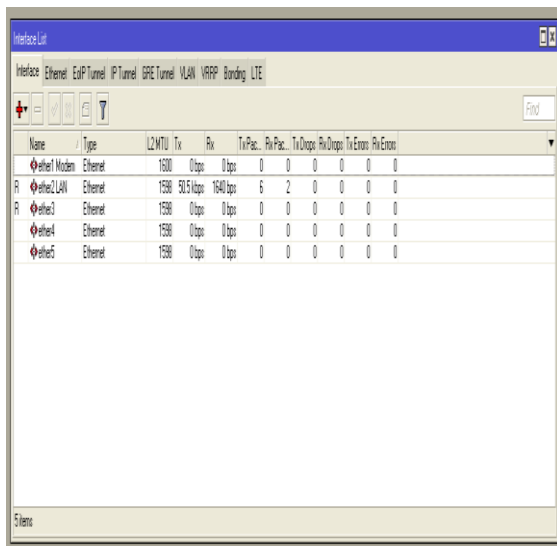 Interface List
Interface Ethernet EoIP Tunnel IP Tunnel GRE Tunnel VLAN VRRP Bonding LTE
Find
Name Type L2 MTU Tx Rx Tx Pac... Rx Pac... Tx Drops Rx Drops Tx Errors Rx Errors
ether1 Modem Ethernet 1600 0 bps 0 bps 0 0 0 0 0 0
R ether2 LAN Ethernet 1598 50.5 kbps 1640 bps 6 2 0 0 0 0
R ether3 Ethernet 1598 0 bps 0 bps 0 0 0 0 0 0
ether4 Ethernet 1598 0 bps 0 bps 0 0 0 0 0 0
ether5 Ethernet 1598 0 bps 0 bps 0 0 0 0 0 0
5 items